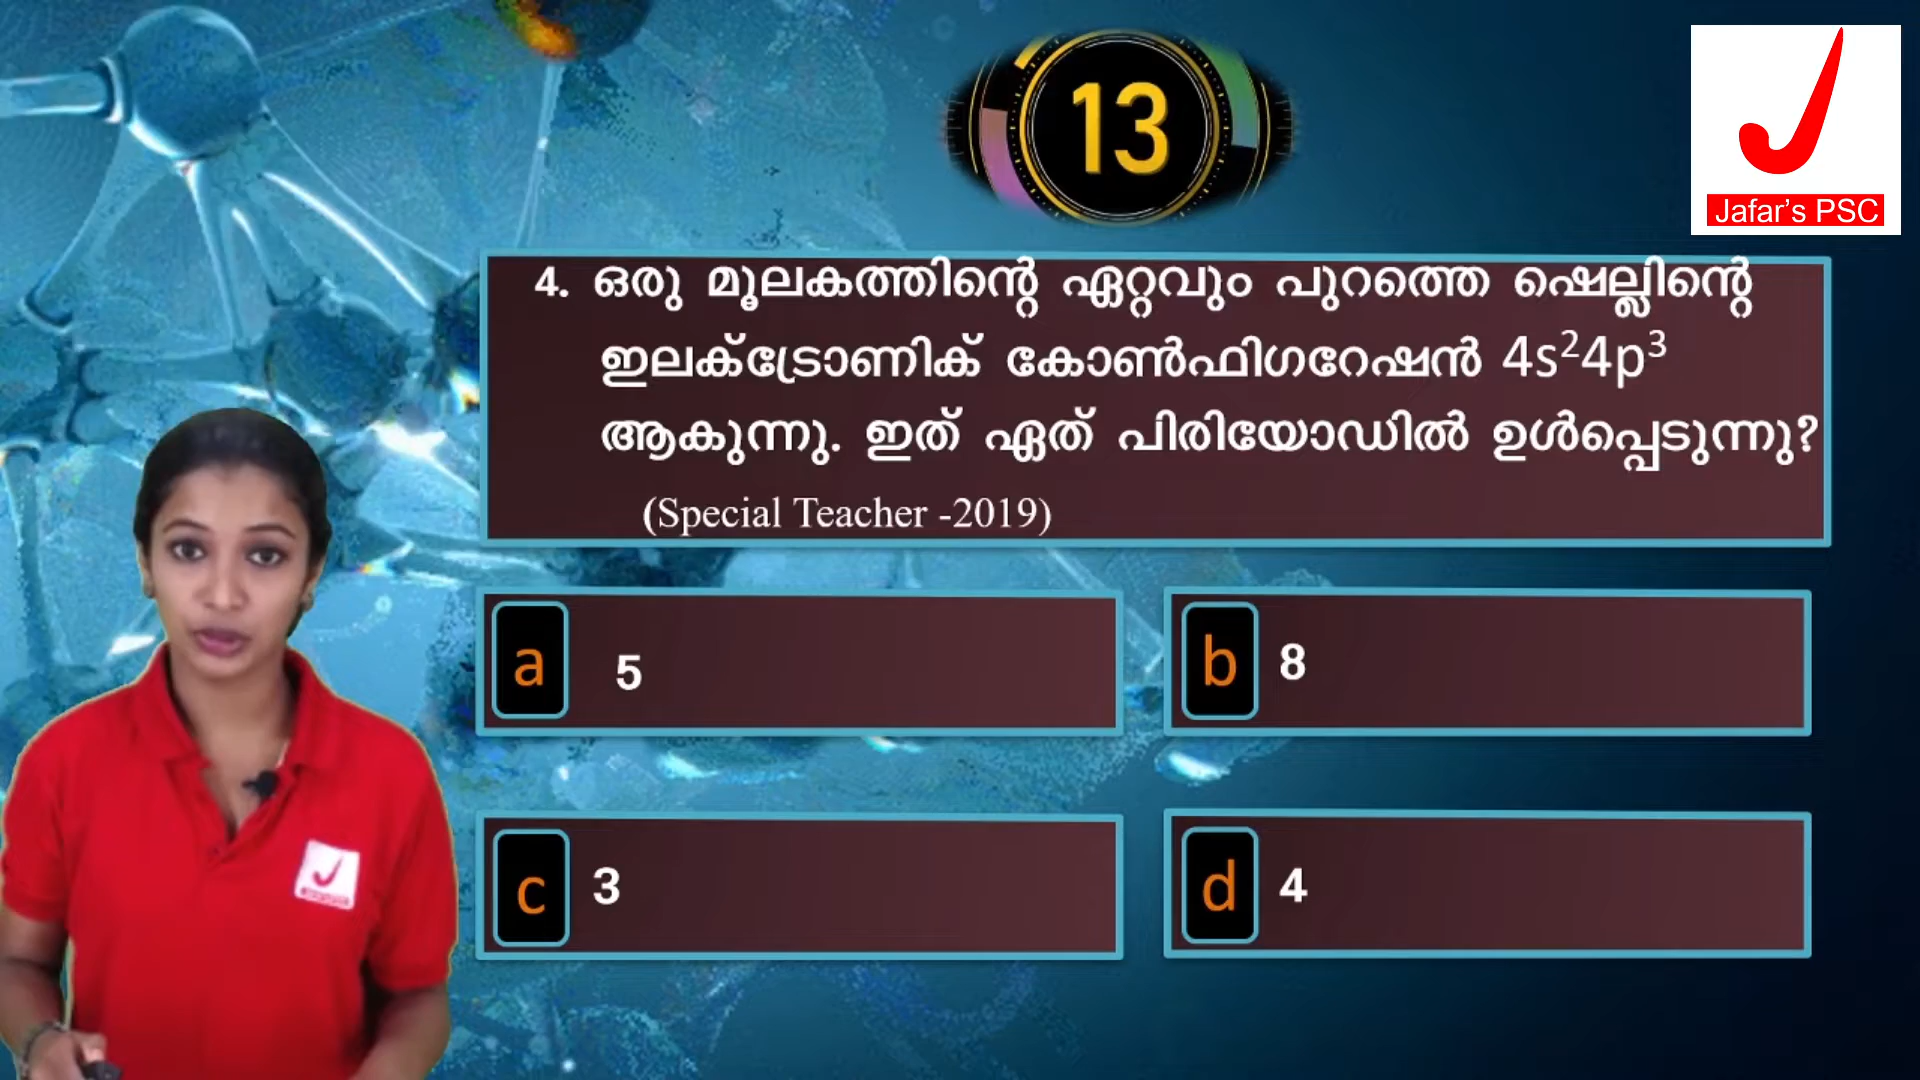 13
Jafar's PSC
4. ഒരു മൂലകത്തിന്റെ ഏറ്റവും പുറത്തെ ഷെല്ലിന്റെ
ഇലക്ട്രോണിക് കോൺഫിഗറേഷൻ 4s²4p³
ആകുന്നു. ഇത് ഏത് പിരിയോഡിൽ ഉൾപ്പെടുന്നു?
(Special Teacher -2019)
a 5
b 8
c 3
d 4